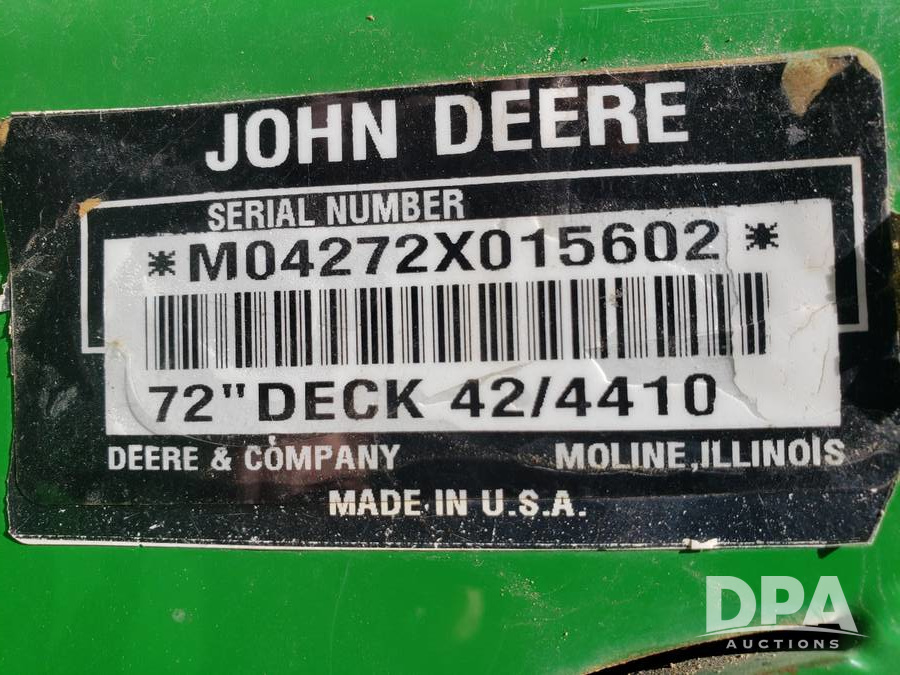 JOHN DEERE
SERIAL NUMBER
*M04272X015602*
72" DECK 42/4410
DEERE & COMPANY MOLINE, ILLINOIS
MADE IN U.S.A.
DPA
AUCTIONS